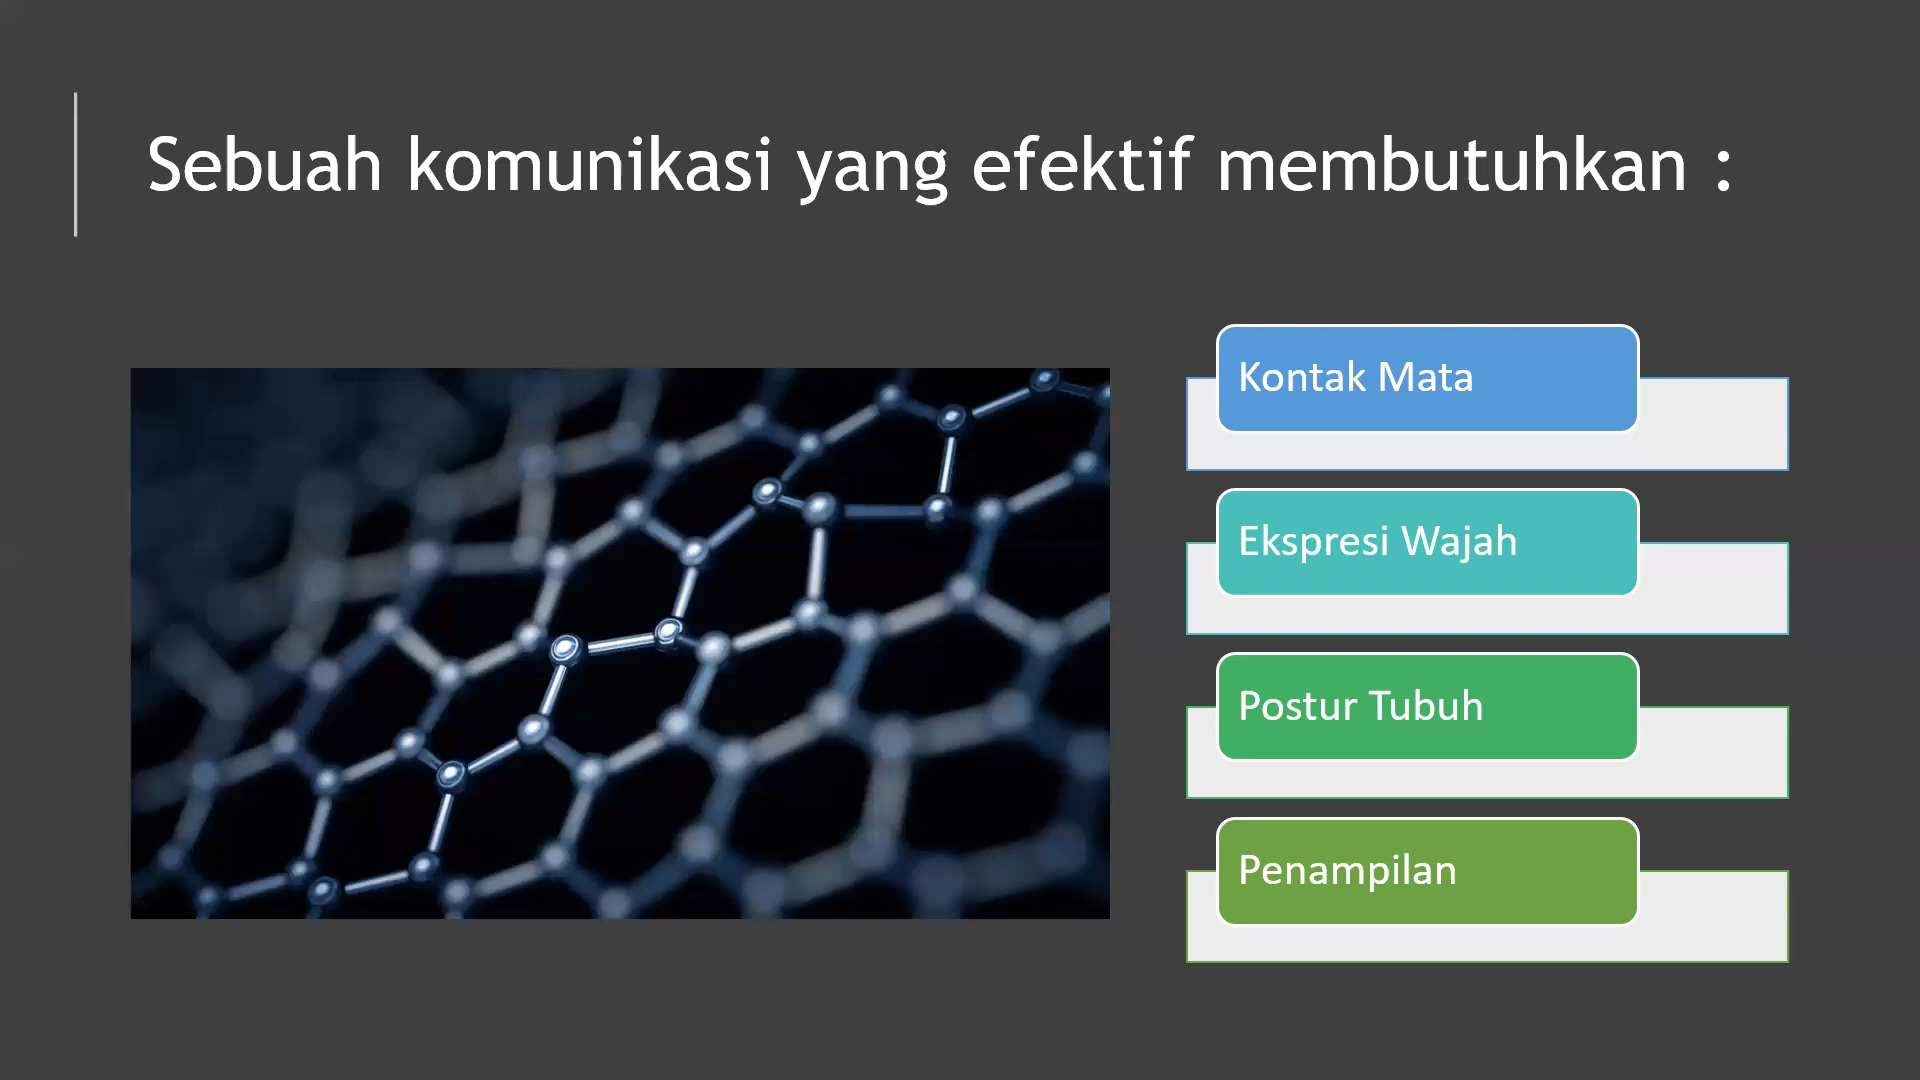 Sebuah komunikasi yang efektif membutuhkan :
Kontak Mata
Ekspresi Wajah
Postur Tubuh
Penampilan